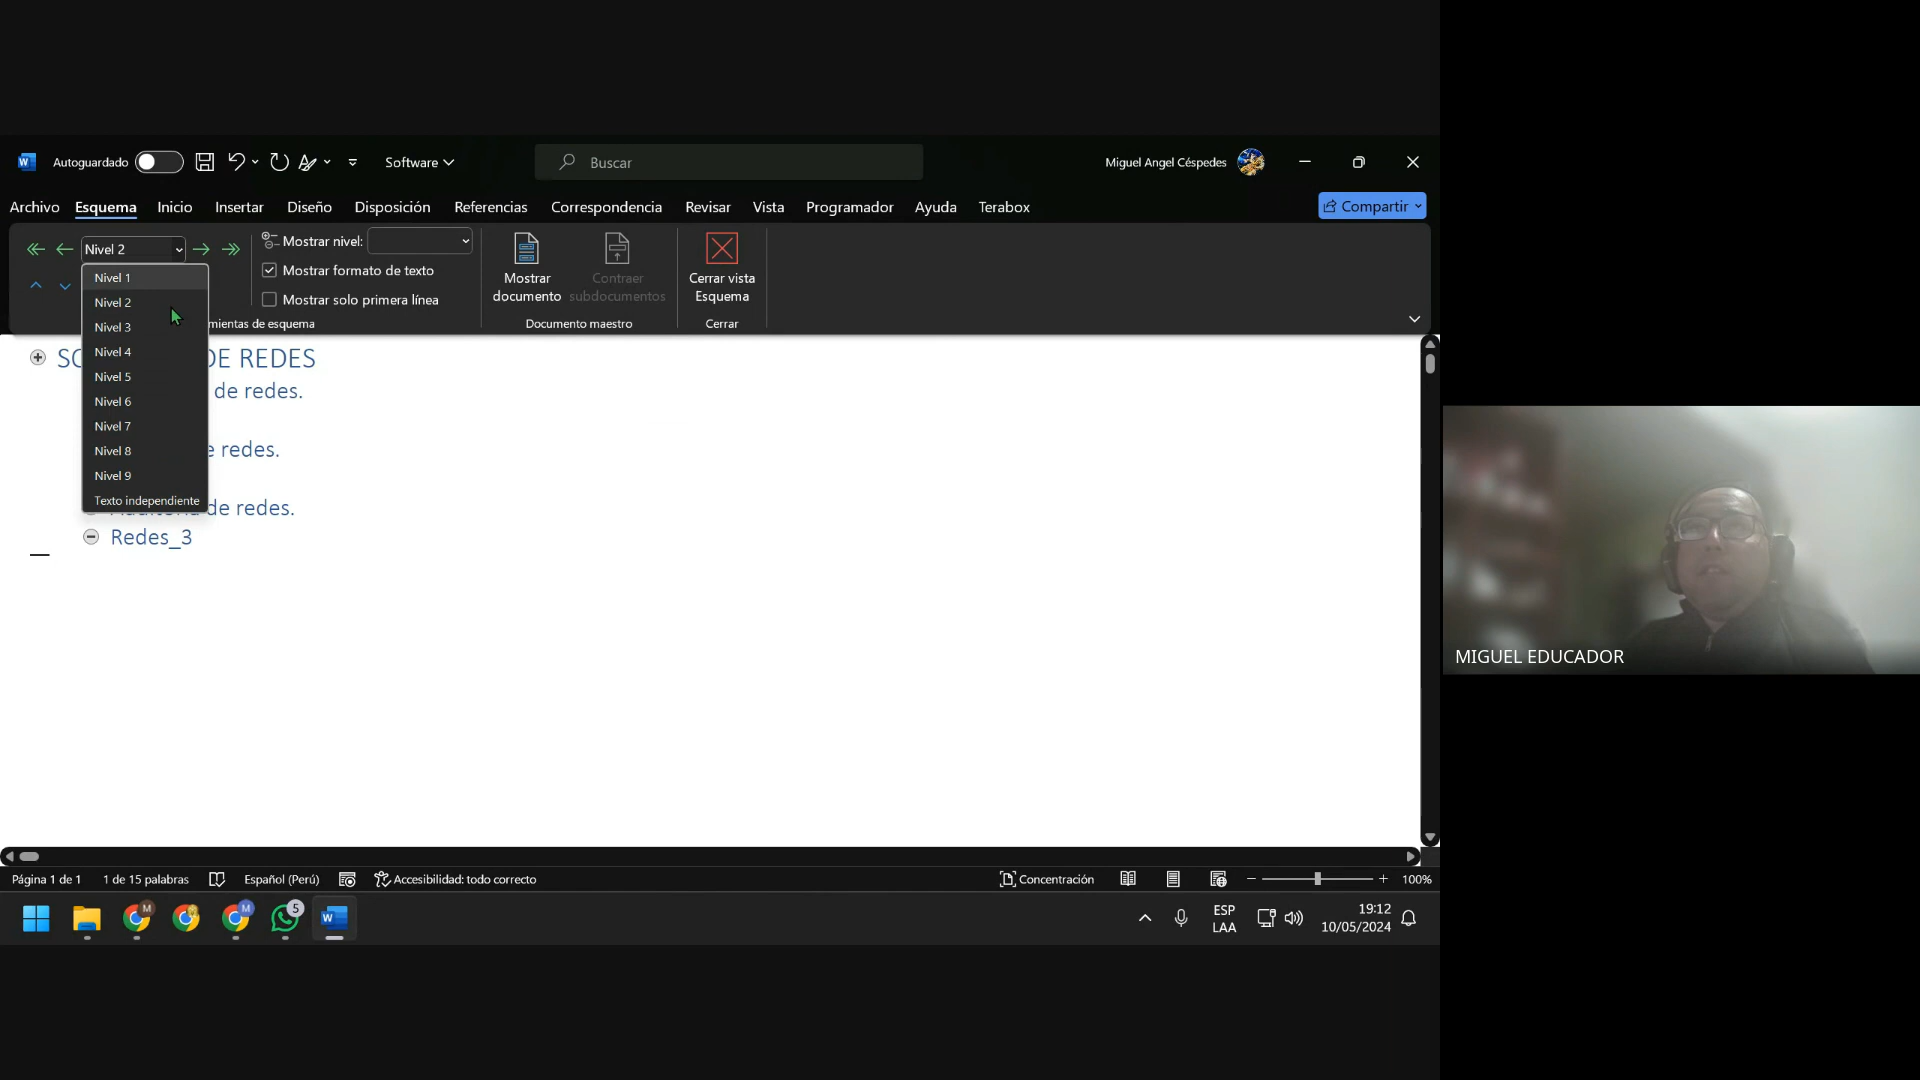 Autoguardado
Software
Buscar
Miguel Angel Céspedes
Archivo
Esquema
Inicio
Insertar
Diseño
Disposición
Referencias
Correspondencia
Revisar
Vista
Programador
Ayuda
Terabox
Compartir
Nivel 2
Mostrar nivel:
Mostrar formato de texto
Mostrar solo primera línea
mientas de esquema
Mostrar
documento
Contraer
subdocumentos
Documento maestro
Cerrar vista
Esquema
Cerrar
Nivel 1
Nivel 2
Nivel 3
Nivel 4
Nivel 5
Nivel 6
Nivel 7
Nivel 8
Nivel 9
Texto independiente
DE REDES
de redes.
e redes.
de redes.
Redes_3
MIGUEL EDUCADOR
Página 1 de 1
1 de 15 palabras
Español (Perú)
Accesibilidad: todo correcto
Concentración
100%
M
M
5
ESP
LAA
19:12
10/05/2024